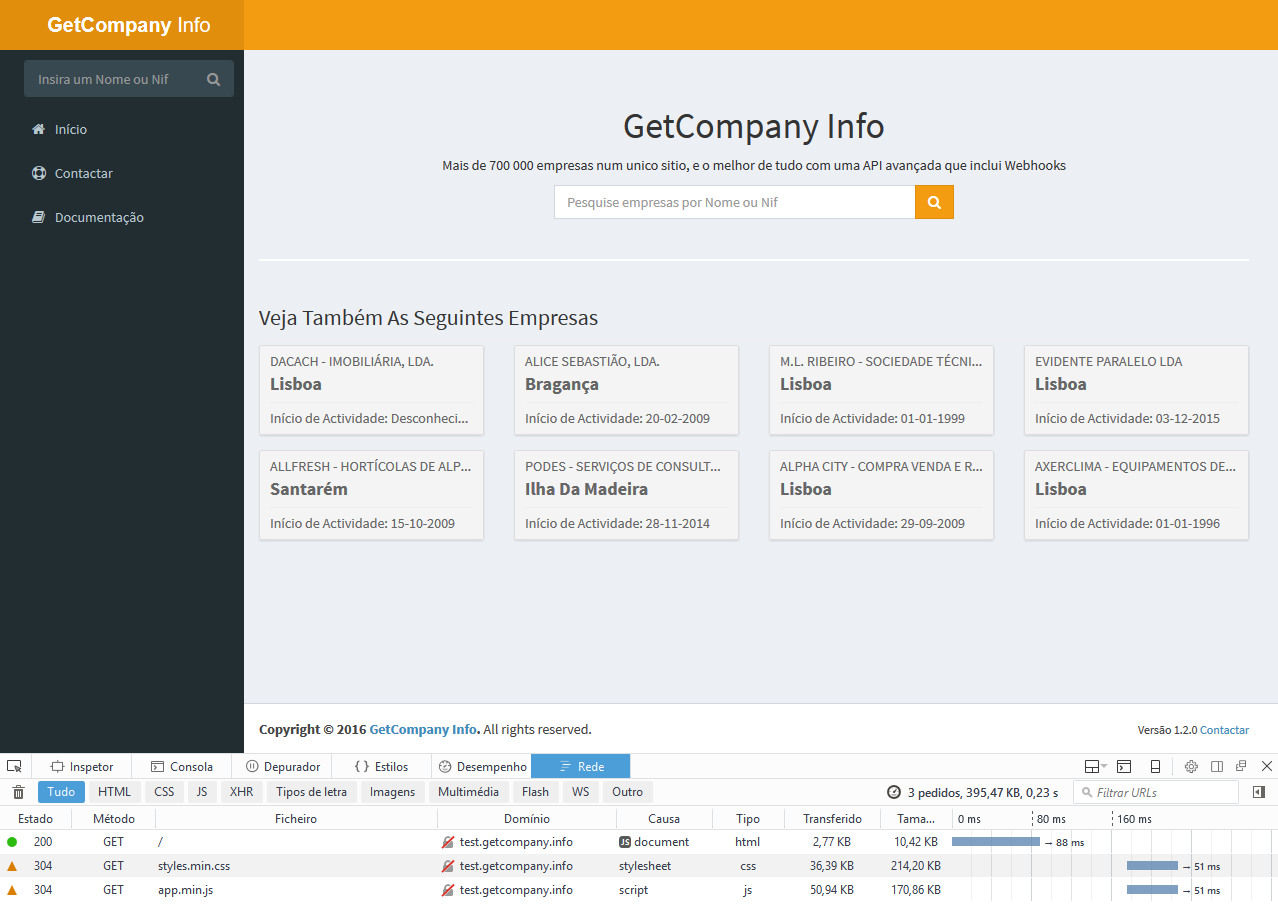 GetCompany Info
Insira um Nome ou Nif
Início
Contactar
Documentação
GetCompany Info
Mais de 700 000 empresas num unico sitio, e o melhor de tudo com uma API avançada que inclui Webhooks
Pesquise empresas por Nome ou Nif
Veja Também As Seguintes Empresas
DACACH - IMOBILIÁRIA, LDA.
Lisboa
Início de Actividade: Desconheci...
ALICE SEBASTIÃO, LDA.
Bragança
Início de Actividade: 20-02-2009
M.L. RIBEIRO - SOCIEDADE TÉCNI...
Lisboa
Início de Actividade: 01-01-1999
EVIDENTE PARALELO LDA
Lisboa
Início de Actividade: 03-12-2015
ALLFRESH - HORTÍCOLAS DE ALP...
Santarém
Início de Actividade: 15-10-2009
PODES - SERVIÇOS DE CONSULT...
Ilha Da Madeira
Início de Actividade: 28-11-2014
ALPHA CITY - COMPRA VENDA E R...
Lisboa
Início de Actividade: 29-09-2009
AXERCLIMA - EQUIPAMENTOS DE...
Lisboa
Início de Actividade: 01-01-1996
Copyright © 2016 GetCompany Info. All rights reserved.
Versão 1.2.0 Contactar
Inspetor Consola Depurador { } Estilos Desempenho Rede
Tudo HTML CSS JS XHR Tipos de letra Imagens Multimédia Flash WS Outro 3 pedidos, 395,47 KB, 0,23 s Filtrar URLs
Estado Método Ficheiro Domínio Causa Tipo Transferido Tama... 0 ms 80 ms 160 ms
200 GET / test.getcompany.info JS document html 2,77 KB 10,42 KB → 88 ms
304 GET styles.min.css test.getcompany.info stylesheet css 36,39 KB 214,20 KB → 51 ms
304 GET app.min.js test.getcompany.info script js 50,94 KB 170,86 KB → 51 ms